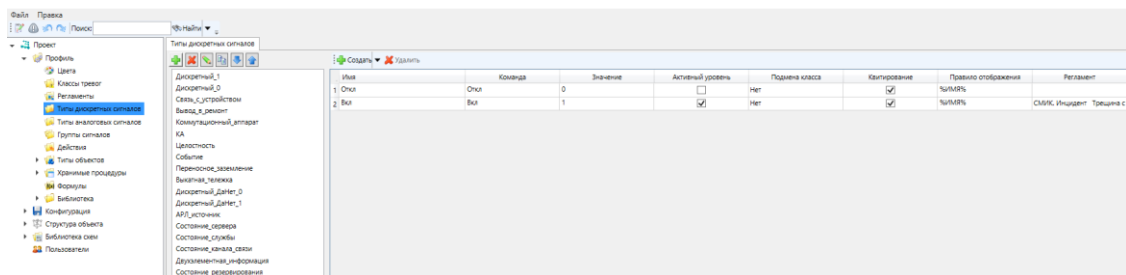 Файл Правка
Поиск: Найти
Проект
Профиль
Цвета
Классы тревог
Регламенты
Типы дискретных сигналов
Типы аналоговых сигналов
Группы сигналов
Действия
Типы объектов
Хранимые процедуры
f(x) Формулы
Библиотека
Конфигурация
Структура объекта
Библиотека схем
Пользователи
Типы дискретных сигналов
Дискретный_1
Дискретный_0
Связь_с_устройством
Вывод_в_ремонт
Коммутационный_аппарат
КА
Целостность
Событие
Переносное_заземление
Выкатная_тележка
Дискретный_ДаНет_0
Дискретный_ДаНет_1
АРЛ_источник
Состояние_сервера
Состояние_службы
Состояние_канала_связи
Двухэлементная_информация
Состояние_резервирования
Создать Удалить
Имя Команда Значение Активный уровень Подмена класса Квитирование Правило отображения Регламент
1 Откл Откл 0 Нет %ИМЯ%
2 Вкл Вкл 1 Нет %ИМЯ% СМИК. Инцидент Трещина с